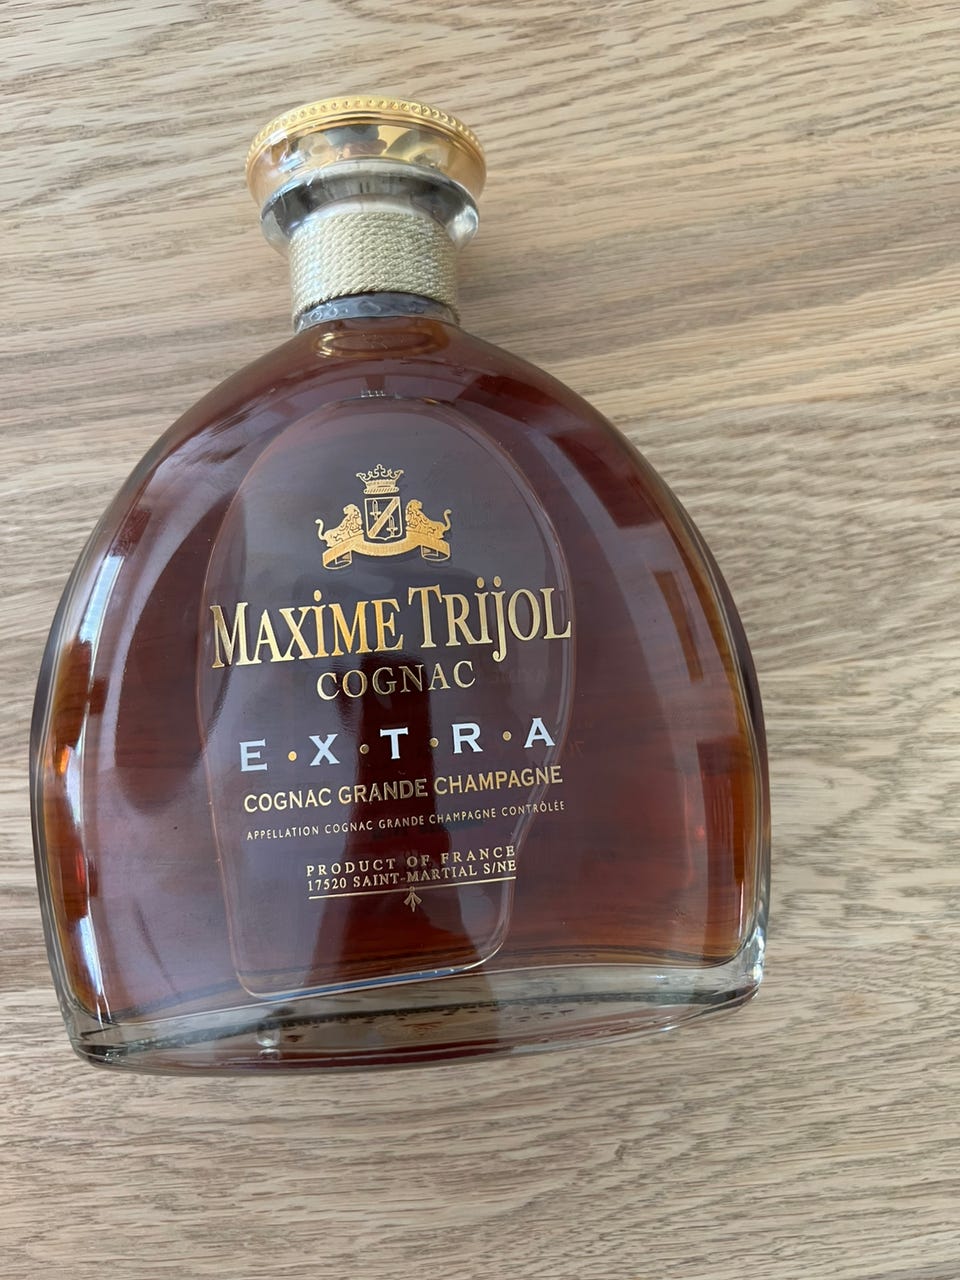 MAXIME TRIJOL
COGNAC
E·X·T·R·A
COGNAC GRANDE CHAMPAGNE
APPELLATION COGNAC GRANDE CHAMPAGNE CONTRÔLÉE
PRODUCT OF FRANCE
17520 SAINT-MARTIAL S/NE